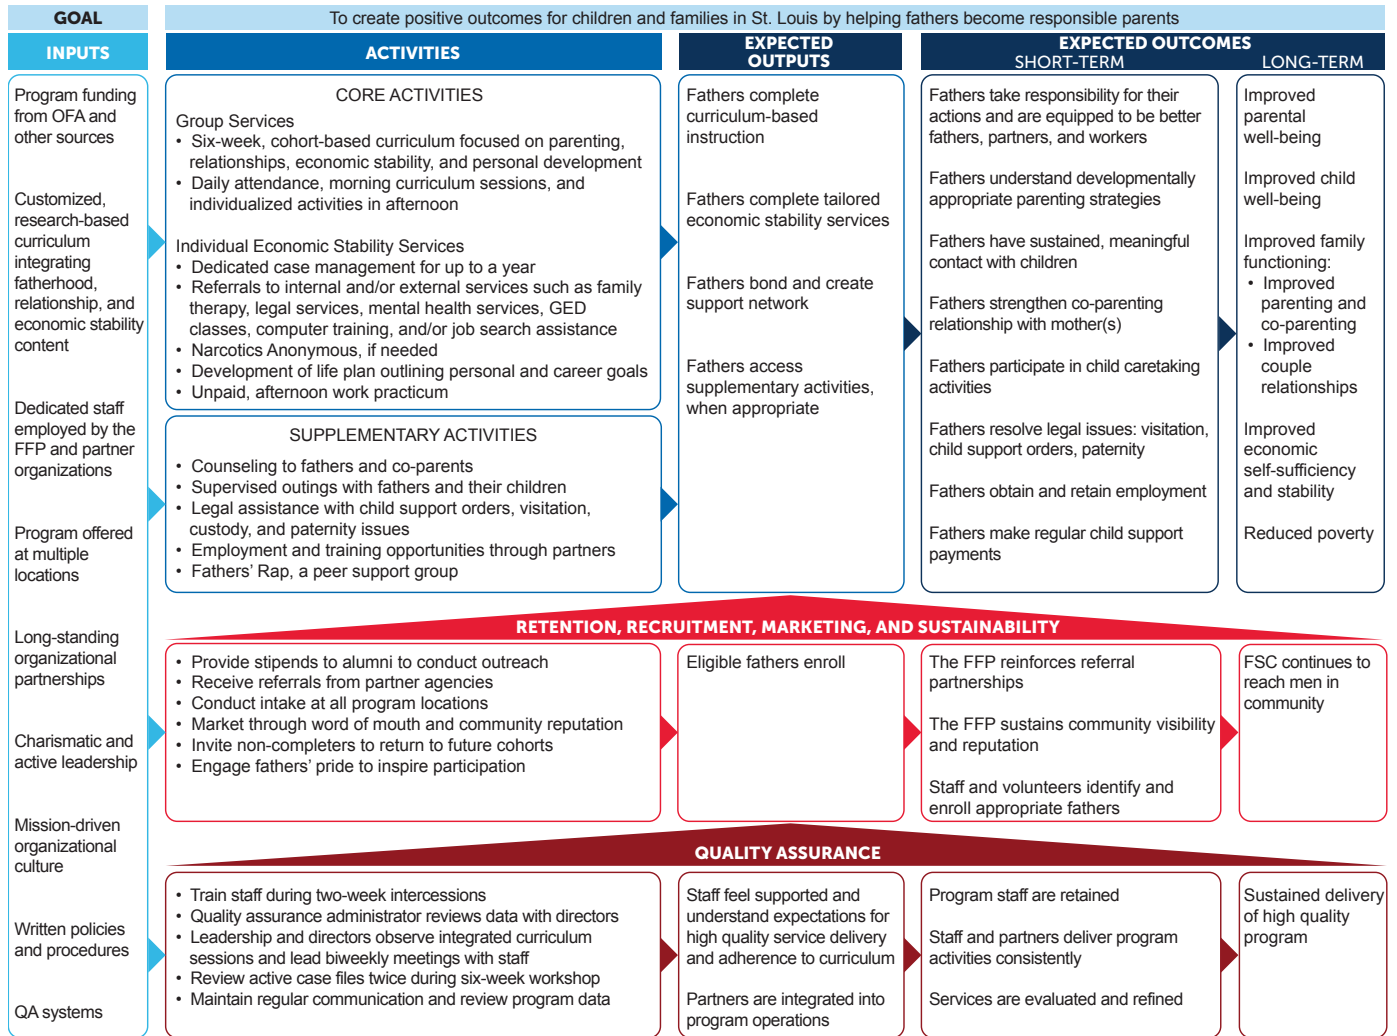 GOAL
To create positive outcomes for children and families in St. Louis by helping fathers become responsible parents
INPUTS
Program funding
from OFA and
other sources
Customized,
research-based
curriculum
integrating
fatherhood,
relationship, and
economic stability
content
Dedicated staff
employed by the
FFP and partner
organizations
Program offered
at multiple
locations
Long-standing
organizational
partnerships
Charismatic and
active leadership
Mission-driven
organizational
culture
Written policies
and procedures
QA systems
ACTIVITIES
CORE ACTIVITIES
Group Services
• Six-week, cohort-based curriculum focused on parenting,
relationships, economic stability, and personal development
• Daily attendance, morning curriculum sessions, and
individualized activities in afternoon
Individual Economic Stability Services
• Dedicated case management for up to a year
• Referrals to internal and/or external services such as family
therapy, legal services, mental health services, GED
classes, computer training, and/or job search assistance
• Narcotics Anonymous, if needed
• Development of life plan outlining personal and career goals
• Unpaid, afternoon work practicum
SUPPLEMENTARY ACTIVITIES
• Counseling to fathers and co-parents
• Supervised outings with fathers and their children
• Legal assistance with child support orders, visitation,
custody, and paternity issues
• Employment and training opportunities through partners
• Fathers' Rap, a peer support group
EXPECTED
OUTPUTS
Fathers complete
curriculum-based
instruction
Fathers complete tailored
economic stability services
Fathers bond and create
support network
Fathers access
supplementary activities,
when appropriate
EXPECTED OUTCOMES
SHORT-TERM
Fathers take responsibility for their
actions and are equipped to be better
fathers, partners, and workers
Fathers understand developmentally
appropriate parenting strategies
Fathers have sustained, meaningful
contact with children
Fathers strengthen co-parenting
relationship with mother(s)
Fathers participate in child caretaking
activities
Fathers resolve legal issues: visitation,
child support orders, paternity
Fathers obtain and retain employment
Fathers make regular child support
payments
LONG-TERM
Improved
parental
well-being
Improved child
well-being
Improved family
functioning:
• Improved
parenting and
co-parenting
• Improved
couple
relationships
Improved
economic
self-sufficiency
and stability
Reduced poverty
RETENTION, RECRUITMENT, MARKETING, AND SUSTAINABILITY
• Provide stipends to alumni to conduct outreach
• Receive referrals from partner agencies
• Conduct intake at all program locations
• Market through word of mouth and community reputation
• Invite non-completers to return to future cohorts
• Engage fathers' pride to inspire participation
Eligible fathers enroll
The FFP reinforces referral
partnerships
The FFP sustains community visibility
and reputation
Staff and volunteers identify and
enroll appropriate fathers
FSC continues to
reach men in
community
QUALITY ASSURANCE
• Train staff during two-week intercessions
• Quality assurance administrator reviews data with directors
• Leadership and directors observe integrated curriculum
sessions and lead biweekly meetings with staff
• Review active case files twice during six-week workshop
• Maintain regular communication and review program data
Staff feel supported and
understand expectations for
high quality service delivery
and adherence to curriculum
Partners are integrated into
program operations
Program staff are retained
Staff and partners deliver program
activities consistently
Services are evaluated and refined
Sustained delivery
of high quality
program